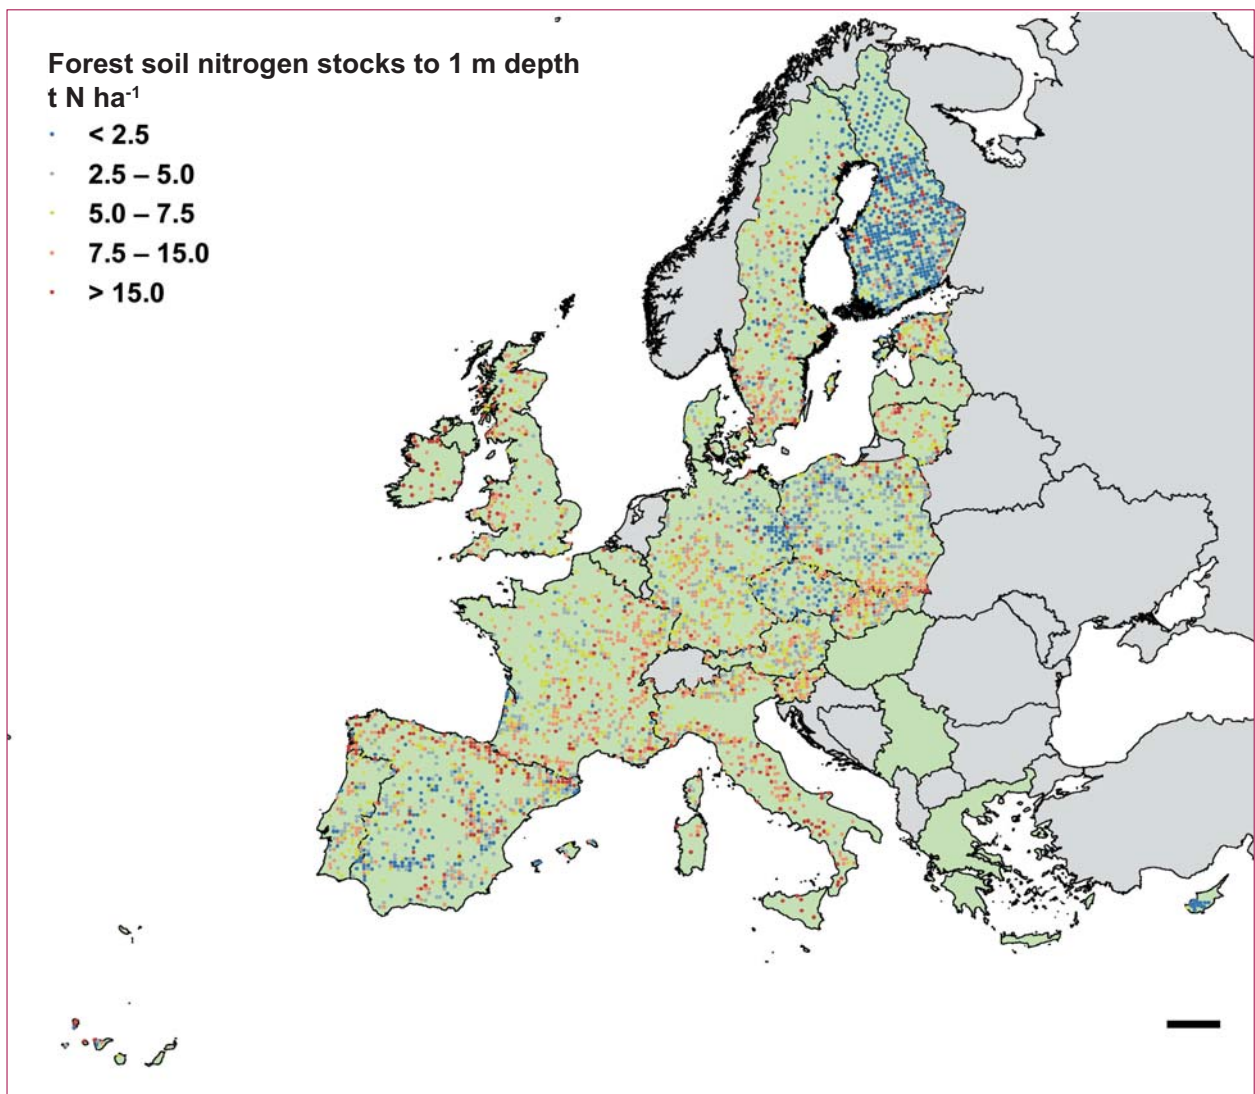 Forest soil nitrogen stocks to 1 m depth
t N ha⁻¹
< 2.5
2.5 – 5.0
5.0 – 7.5
7.5 – 15.0
> 15.0